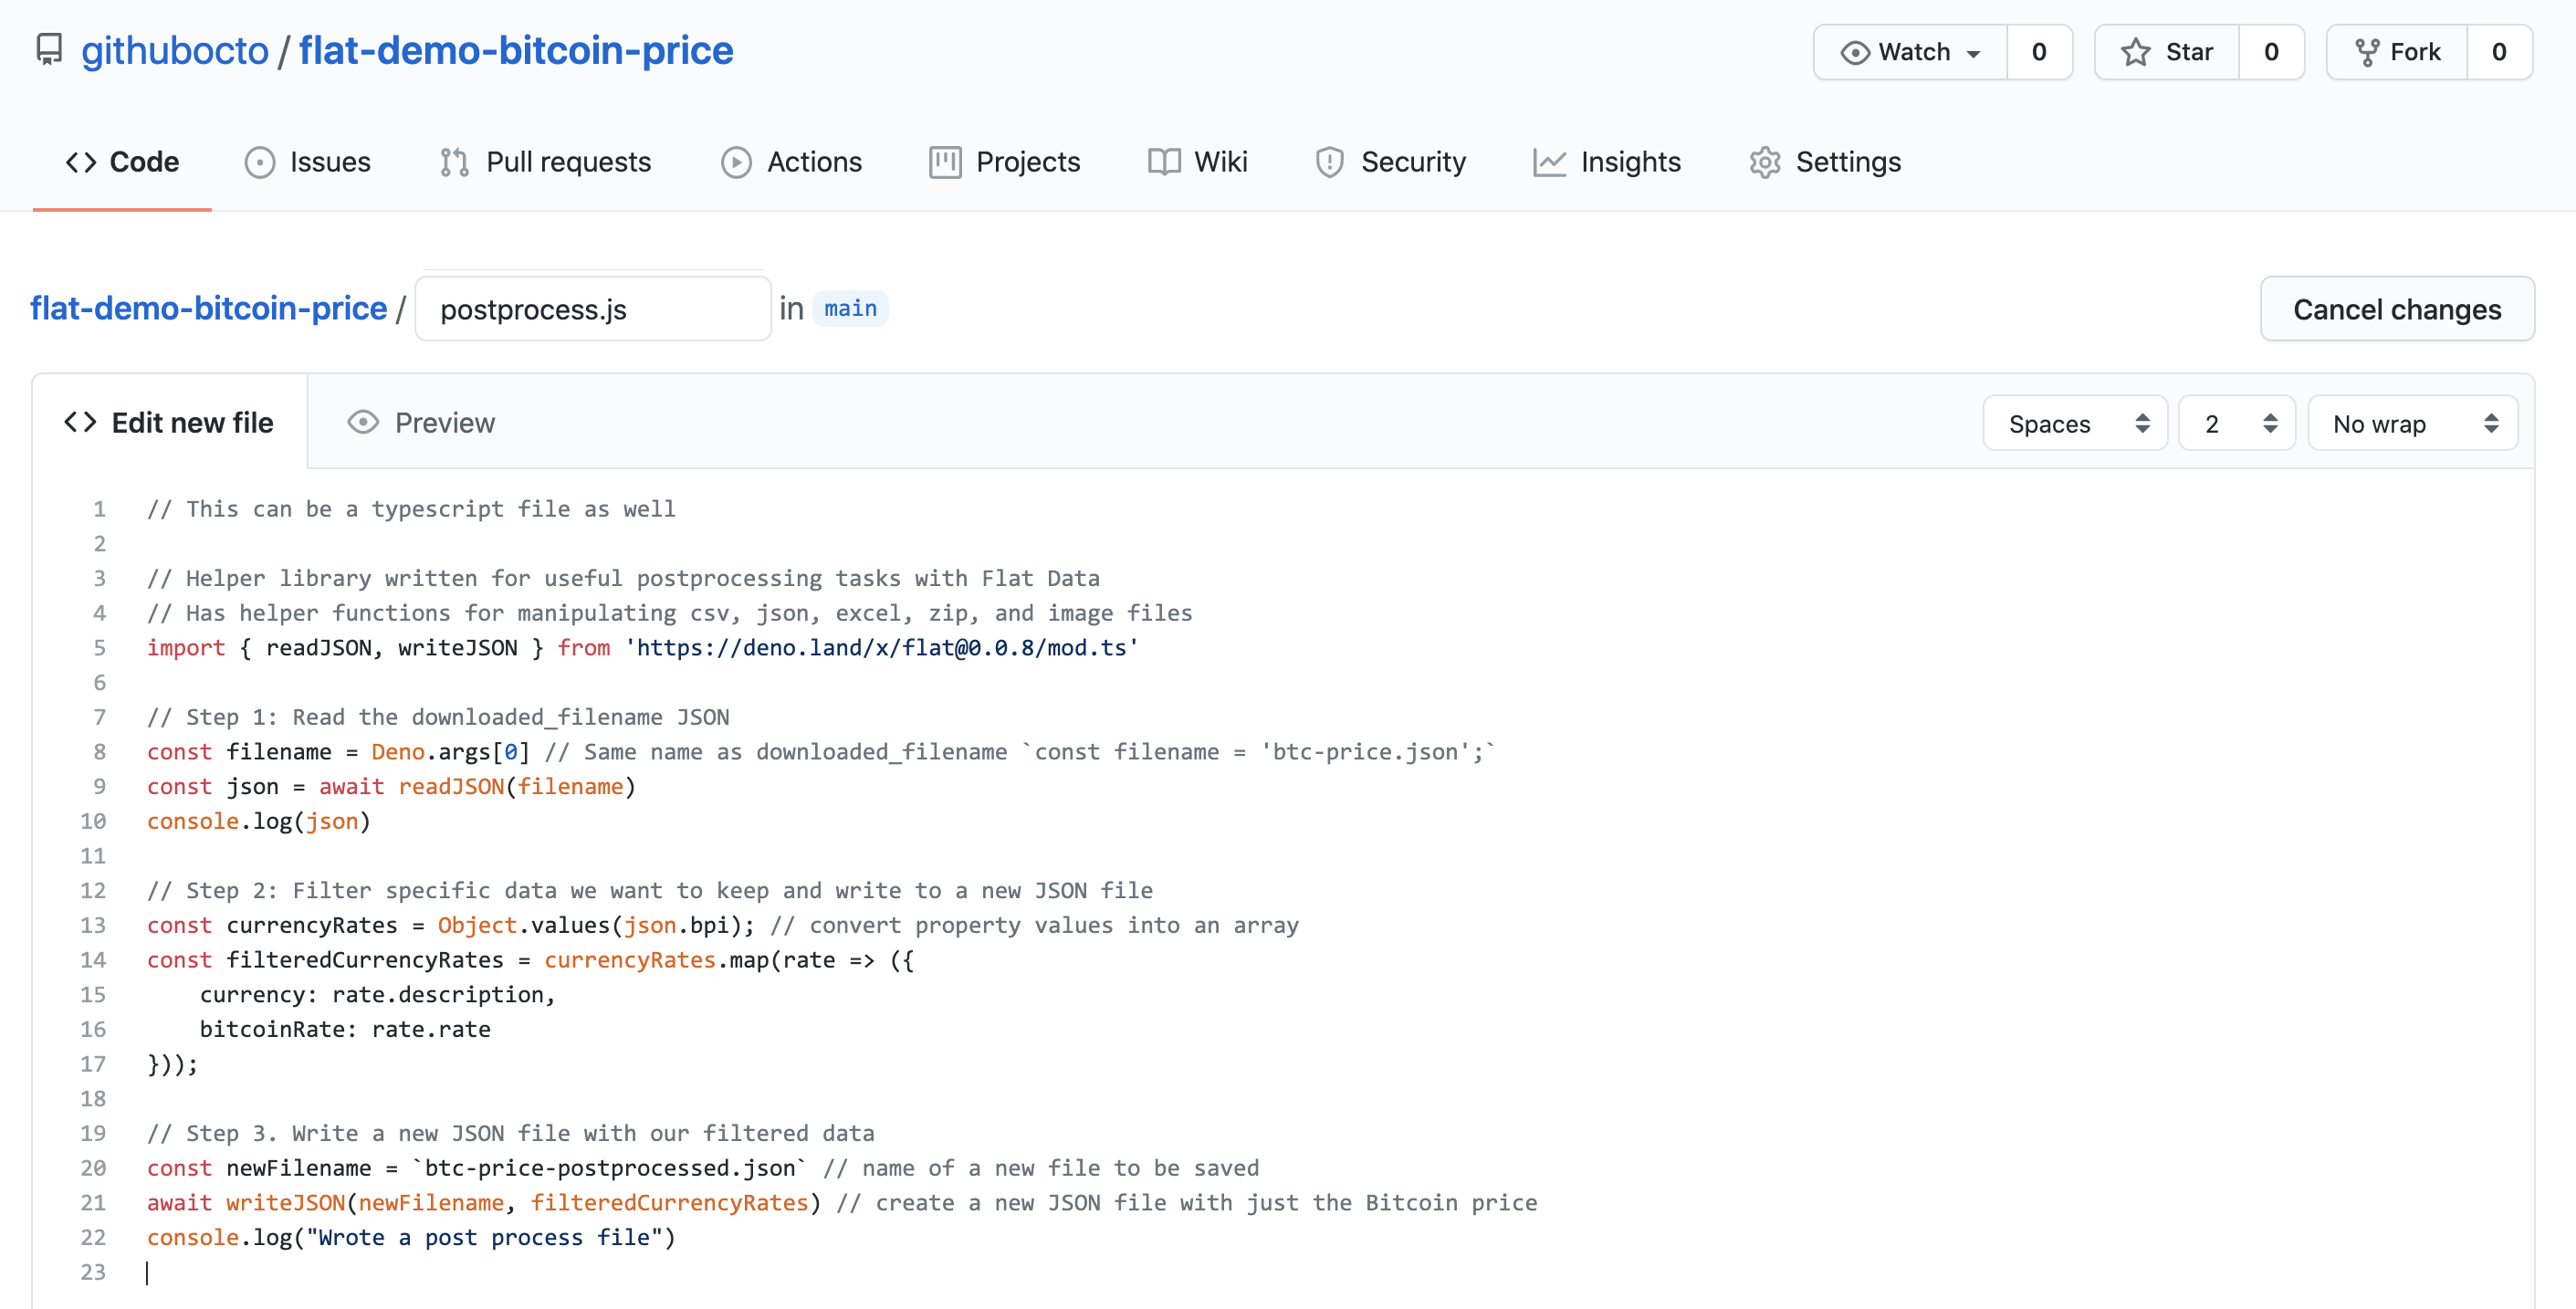 githubocto / flat-demo-bitcoin-price Watch 0 Star 0 Fork 0
Code Issues Pull requests Actions Projects Wiki Security Insights Settings
flat-demo-bitcoin-price / postprocess.js in main Cancel changes
Edit new file Preview Spaces 2 No wrap
1 // This can be a typescript file as well
2
3 // Helper library written for useful postprocessing tasks with Flat Data
4 // Has helper functions for manipulating csv, json, excel, zip, and image files
5 import { readJSON, writeJSON } from 'https://deno.land/x/flat@0.0.8/mod.ts'
6
7 // Step 1: Read the downloaded_filename JSON
8 const filename = Deno.args[0] // Same name as downloaded_filename `const filename = 'btc-price.json';`
9 const json = await readJSON(filename)
10 console.log(json)
11
12 // Step 2: Filter specific data we want to keep and write to a new JSON file
13 const currencyRates = Object.values(json.bpi); // convert property values into an array
14 const filteredCurrencyRates = currencyRates.map(rate => ({
15     currency: rate.description,
16     bitcoinRate: rate.rate
17 }));
18
19 // Step 3. Write a new JSON file with our filtered data
20 const newFilename = `btc-price-postprocessed.json` // name of a new file to be saved
21 await writeJSON(newFilename, filteredCurrencyRates) // create a new JSON file with just the Bitcoin price
22 console.log("Wrote a post process file")
23